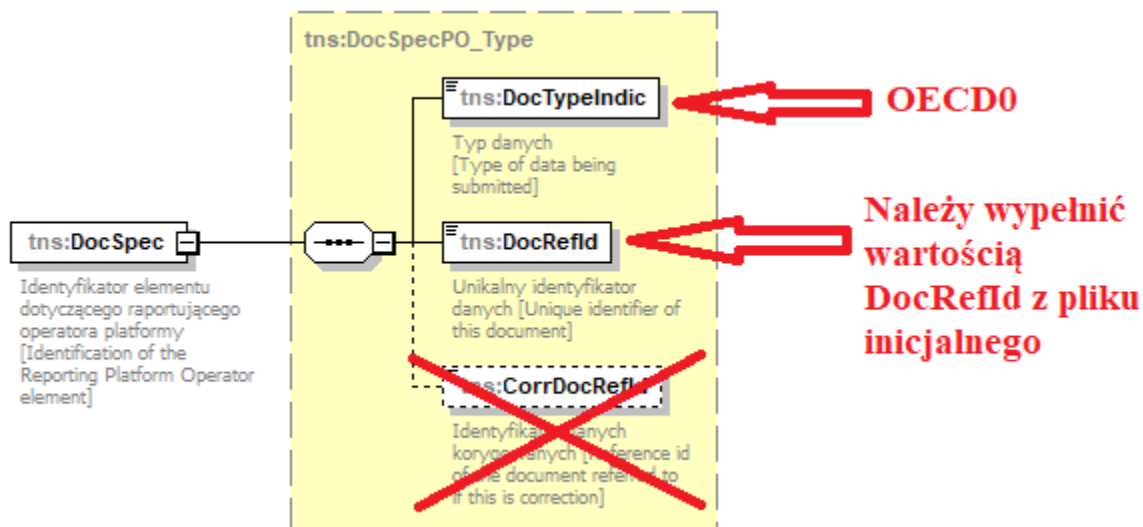 tns:DocSpecPO_Type
tns:DocTypeIndic
Typ danych
[Type of data being
submitted]
OECD0
tns:DocSpec
Identyfikator elementu
dotyczącego raportującego
operatora platformy
[Identification of the
Reporting Platform Operator
element]
tns:DocRefId
Unikalny identyfikator
danych [Unique identifier of
this document]
Należy wypełnić
wartością
DocRefId z pliku
inicjalnego
tns:CorrDocRefId
Identyfikator danych
korygowanych [Reference id
of the document referred to
if this is correction]